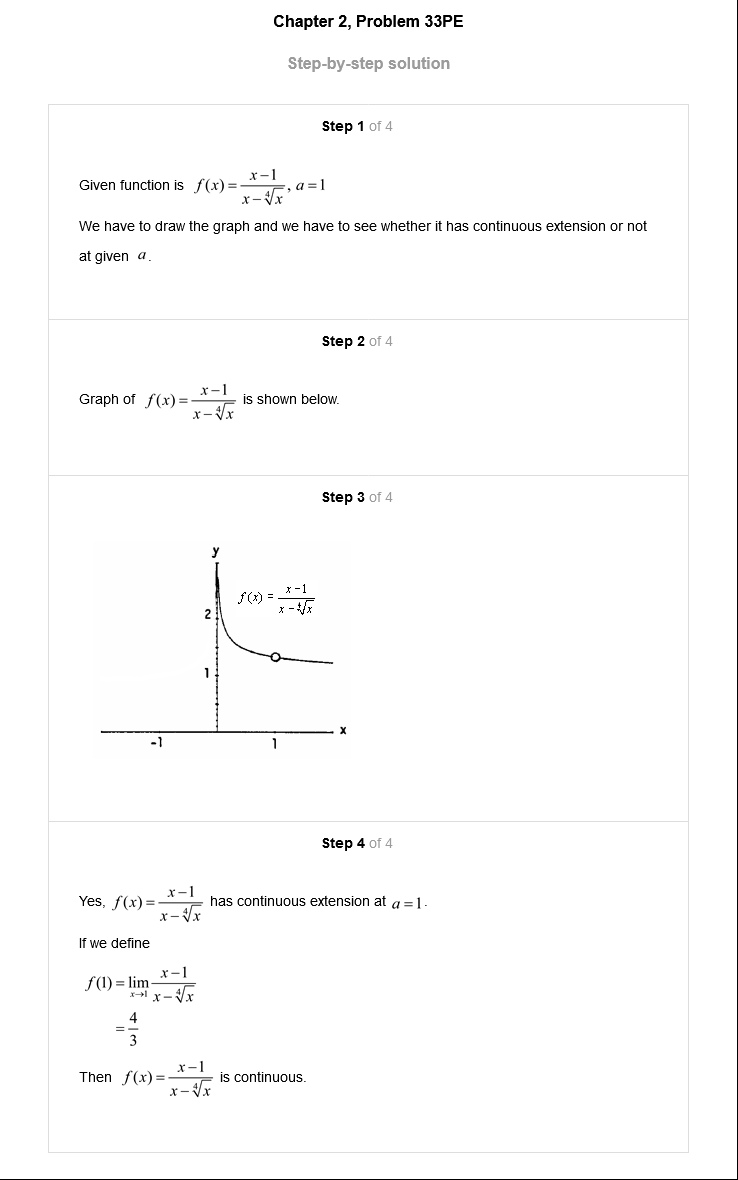 Chapter 2, Problem 33PE
Step-by-step solution
Step 1 of 4
Given function is f(x) = \frac{x-1}{x-\sqrt[4]{x}}, a = 1
We have to draw the graph and we have to see whether it has continuous extension or not
at given a.
Step 2 of 4
Graph of f(x) = \frac{x-1}{x-\sqrt[4]{x}} is shown below.
Step 3 of 4
y
f(x) = \frac{x-1}{x-\sqrt[4]{x}}
2
1
x
-1 1
Step 4 of 4
Yes, f(x) = \frac{x-1}{x-\sqrt[4]{x}} has continuous extension at a = 1.
If we define
f(1) = \lim_{x→1} \frac{x-1}{x-\sqrt[4]{x}}
= \frac{4}{3}
Then f(x) = \frac{x-1}{x-\sqrt[4]{x}} is continuous.